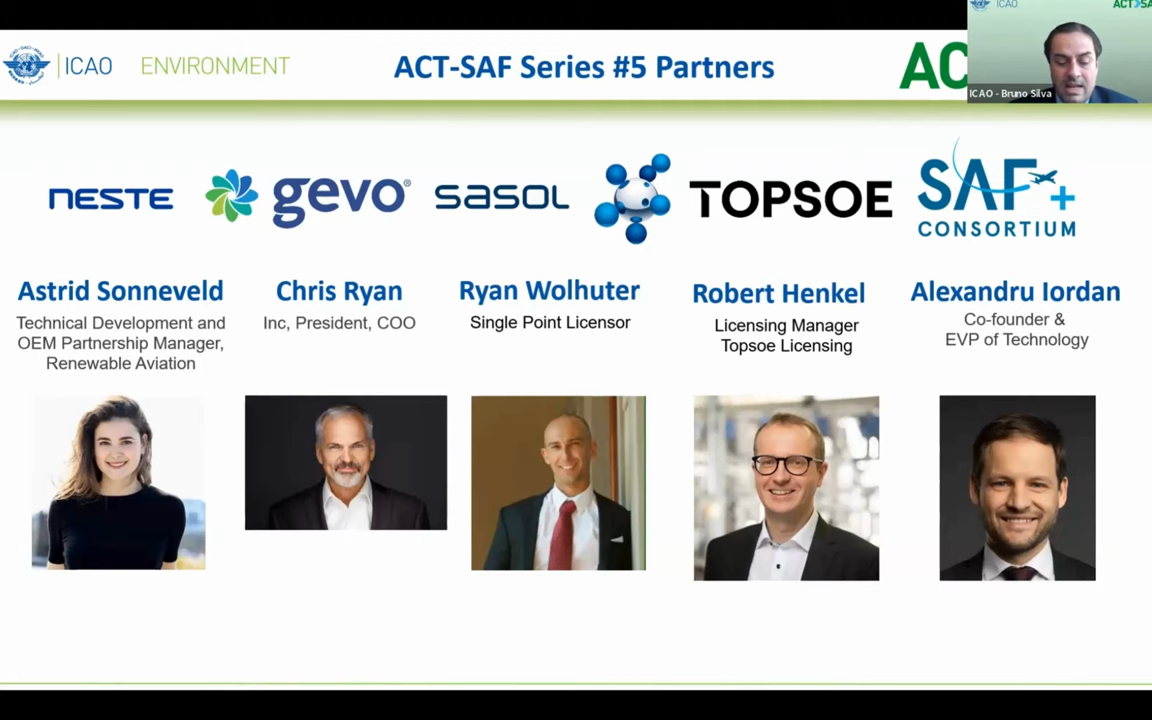 ICAO
ENVIRONMENT
ACT-SAF Series #5 Partners
AC
ICAO
ACT>SA
ICAO - Bruno Silva
NESTE
gevo®
sasol
TOPSOE
SAF+
CONSORTIUM
Astrid Sonneveld
Technical Development and
OEM Partnership Manager,
Renewable Aviation
Chris Ryan
Inc, President, COO
Ryan Wolhuter
Single Point Licensor
Robert Henkel
Licensing Manager
Topsoe Licensing
Alexandru Iordan
Co-founder &
EVP of Technology